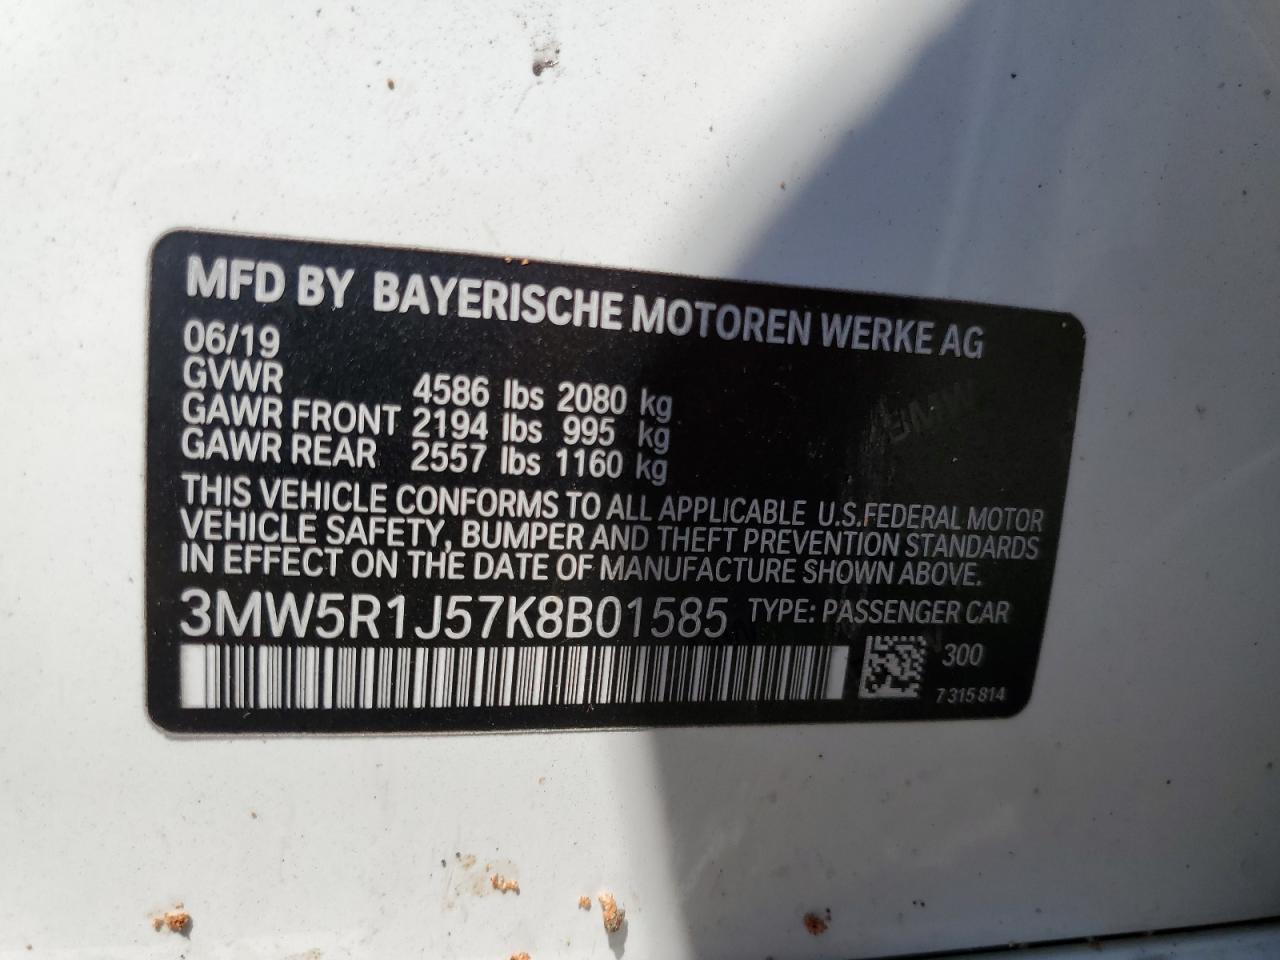 MFD BY BAYERISCHE MOTOREN WERKE AG
06/19
GVWR 4586 lbs 2080 kg
GAWR FRONT 2194 lbs 995 kg
GAWR REAR 2557 lbs 1160 kg
THIS VEHICLE CONFORMS TO ALL APPLICABLE U.S.FEDERAL MOTOR
VEHICLE SAFETY, BUMPER AND THEFT PREVENTION STANDARDS
IN EFFECT ON THE DATE OF MANUFACTURE SHOWN ABOVE.
3MW5R1J57K8B01585 TYPE: PASSENGER CAR
300
7 315 814
BMW